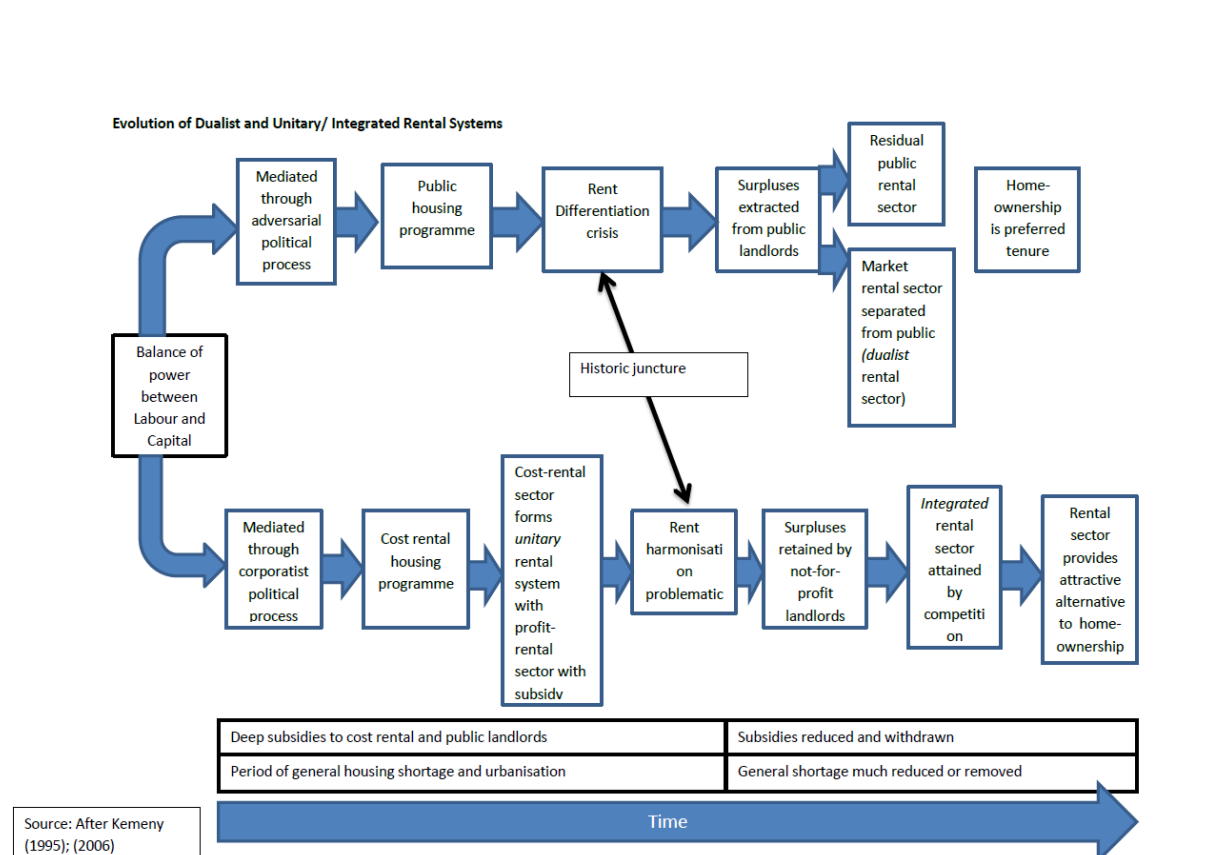 Evolution of Dualist and Unitary/ Integrated Rental Systems
Mediated
through
adversarial
political
process
Public
housing
programme
Rent
Differentiation
crisis
Surpluses
extracted
from public
landlords
Residual
public
rental
sector
Market
rental sector
separated
from public
(dualist
rental
sector)
Home-
ownership
is preferred
tenure
Historic juncture
Balance of
power
between
Labour and
Capital
Mediated
through
corporatist
political
process
Cost rental
housing
programme
Cost-rental
sector
forms
unitary
rental
system
with
profit-
rental
sector with
subsidy
Rent
harmonisati
on
problematic
Surpluses
retained by
not-for-
profit
landlords
Integrated
rental
sector
attained
by
competiti
on
Rental
sector
provides
attractive
alternative
to home-
ownership
Deep subsidies to cost rental and public landlords
Subsidies reduced and withdrawn
Period of general housing shortage and urbanisation
General shortage much reduced or removed
Time
Source: After Kemeny
(1995); (2006)